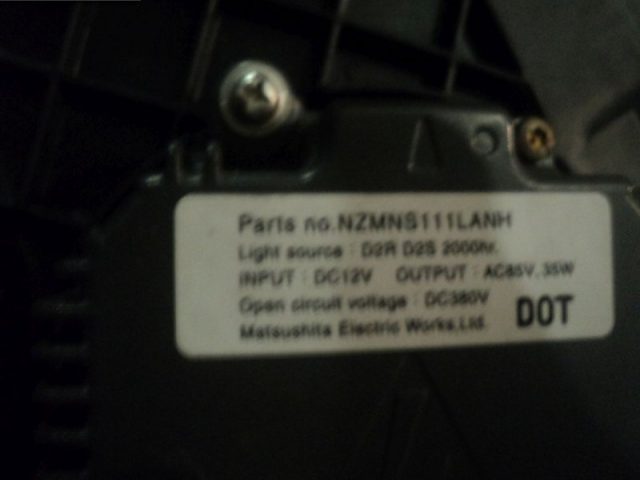 Parts no.NZMNS111LANH
Light source : D2R D2S 2000hr.
INPUT : DC12V OUTPUT : AC85V, 35W
Open circuit voltage : DC380V
Matsushita Electric Works,Ltd.
DOT